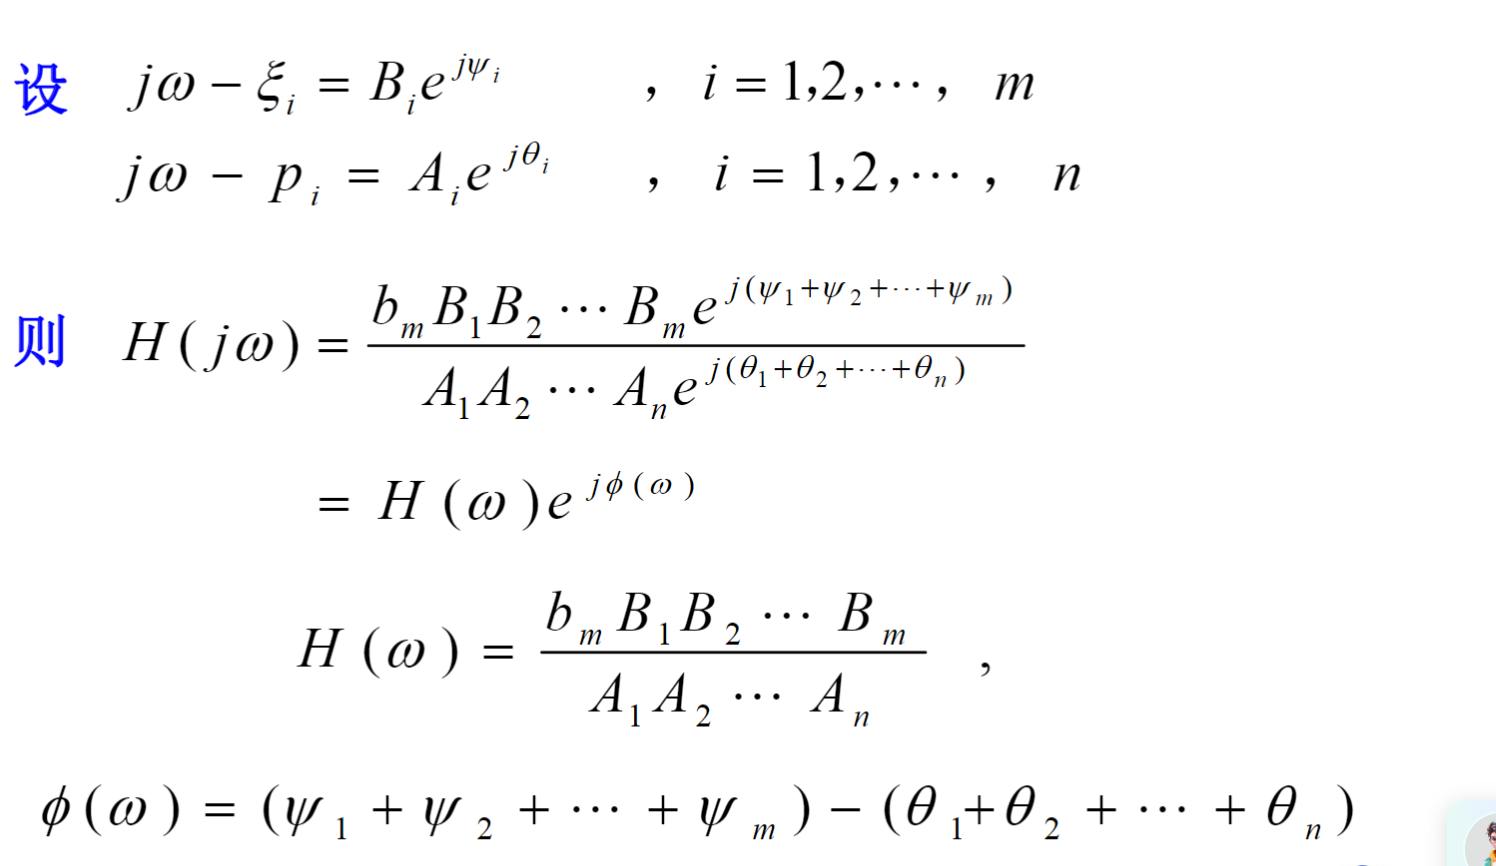 设 jω − ξ_i = B_i e^{jψ_i} ， i = 1,2,⋯， m
jω − p_i = A_i e^{jθ_i} ， i = 1,2,⋯， n
则 H(jω) = \frac{b_m B_1 B_2 ⋯ B_m e^{j(ψ_1+ψ_2+⋯+ψ_m)}}{A_1 A_2 ⋯ A_n e^{j(θ_1+θ_2+⋯+θ_n)}}
= H(ω)e^{jϕ(ω)}
H(ω) = \frac{b_m B_1 B_2 ⋯ B_m}{A_1 A_2 ⋯ A_n} ,
ϕ(ω) = (ψ_1 + ψ_2 + ⋯ + ψ_m) − (θ_1 + θ_2 + ⋯ + θ_n)